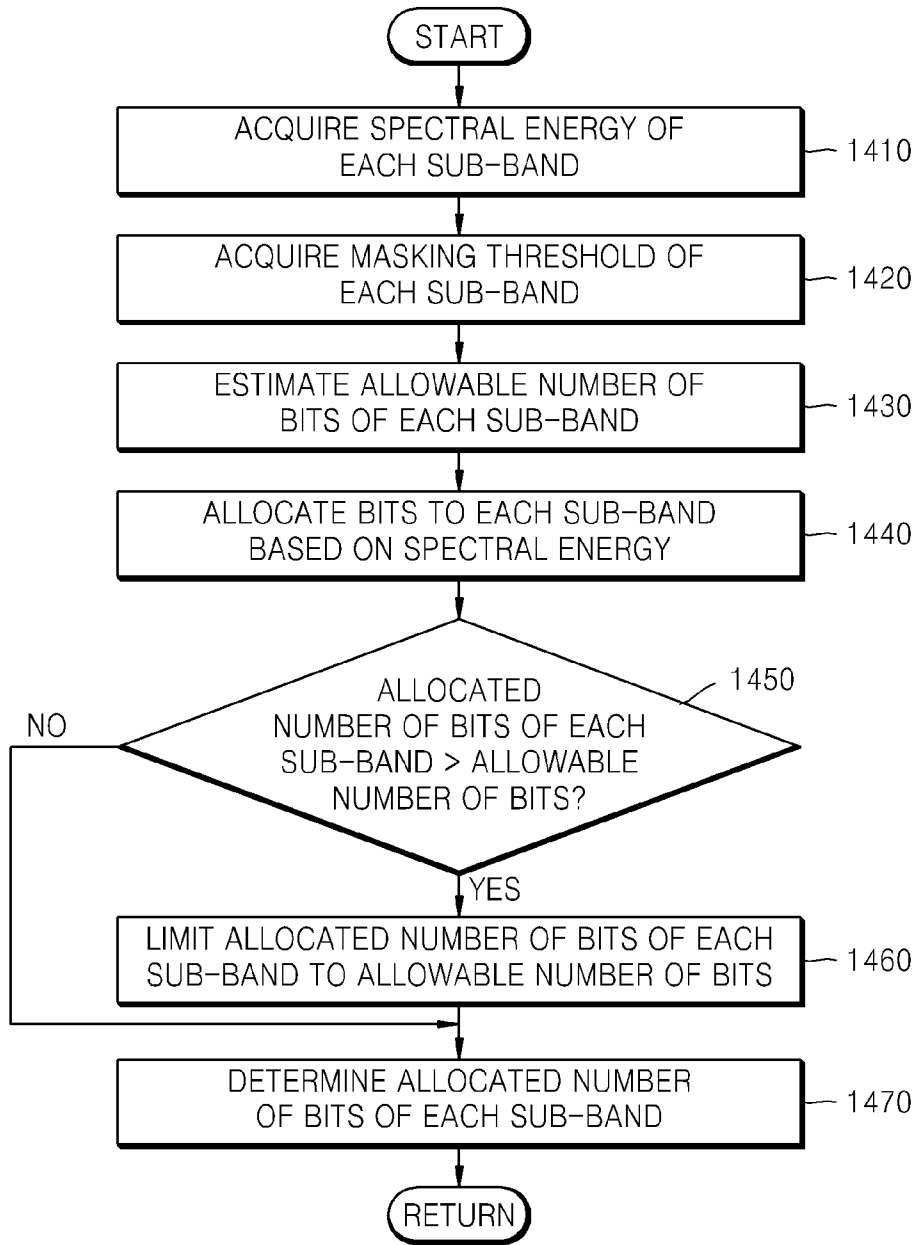 START
ACQUIRE SPECTRAL ENERGY OF
EACH SUB-BAND
1410
ACQUIRE MASKING THRESHOLD OF
EACH SUB-BAND
1420
ESTIMATE ALLOWABLE NUMBER OF
BITS OF EACH SUB-BAND
1430
ALLOCATE BITS TO EACH SUB-BAND
BASED ON SPECTRAL ENERGY
1440
1450
ALLOCATED
NUMBER OF BITS OF EACH
SUB-BAND > ALLOWABLE
NUMBER OF BITS?
NO
YES
LIMIT ALLOCATED NUMBER OF BITS OF EACH
SUB-BAND TO ALLOWABLE NUMBER OF BITS
1460
DETERMINE ALLOCATED NUMBER
OF BITS OF EACH SUB-BAND
1470
RETURN